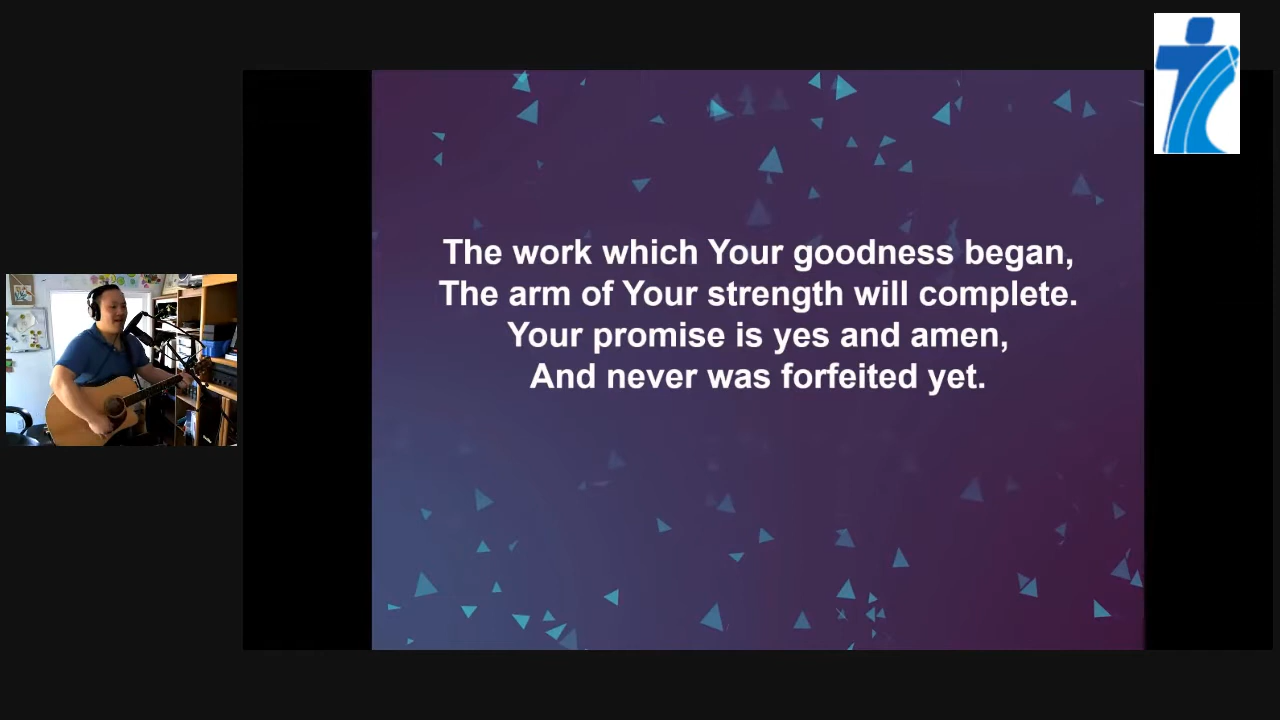 The work which Your goodness began,
The arm of Your strength will complete.
Your promise is yes and amen,
And never was forfeited yet.